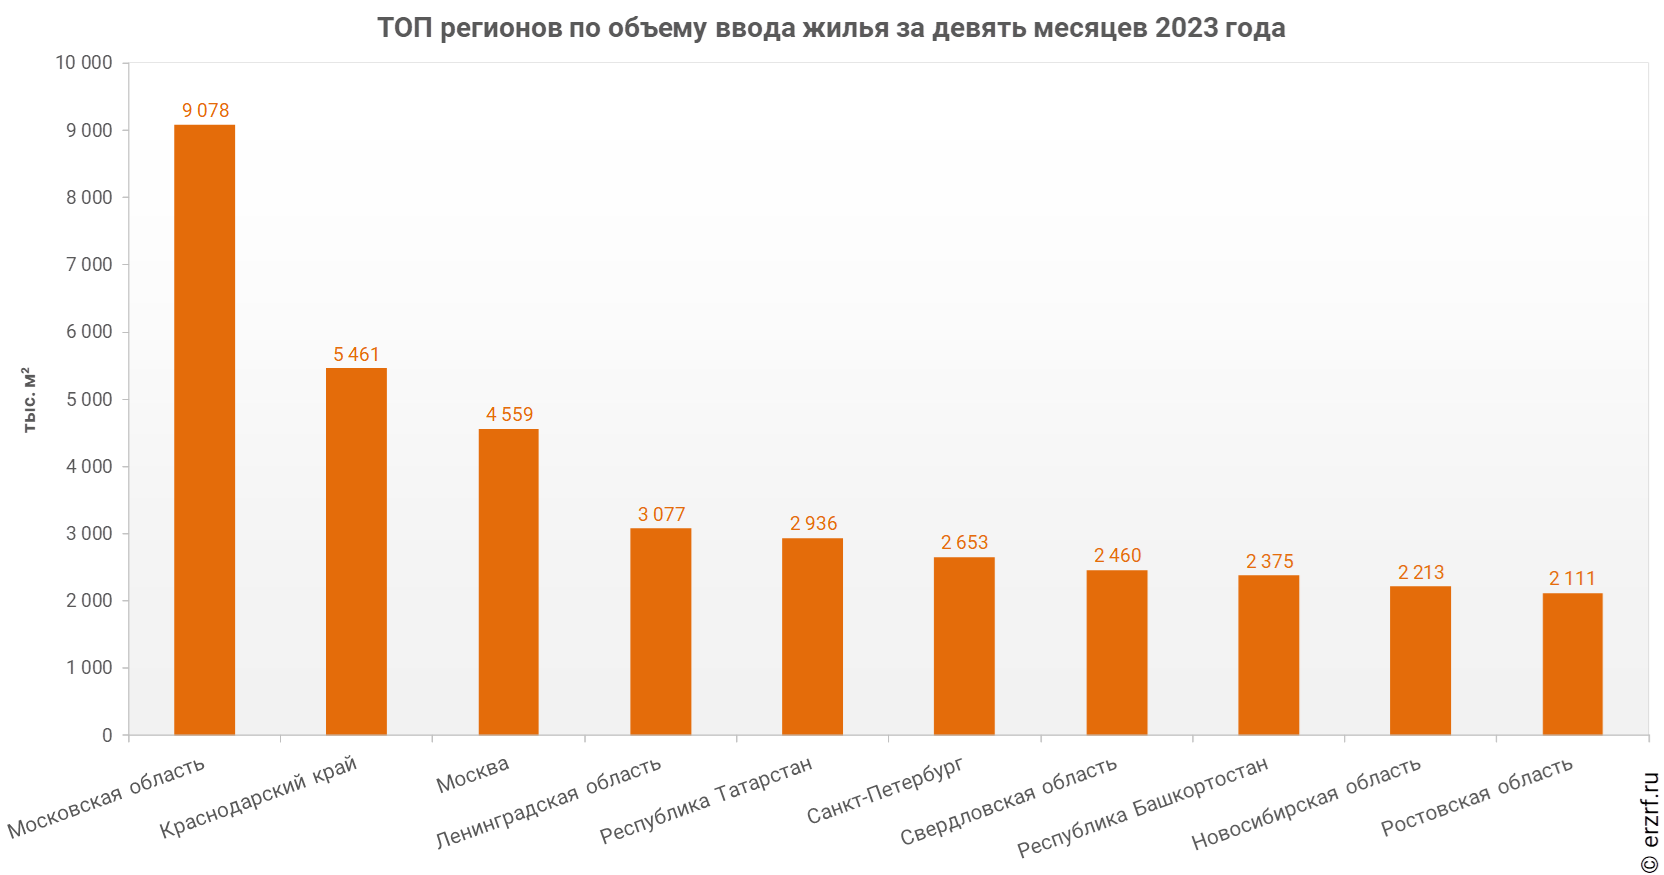 ТОП регионов по объему ввода жилья за девять месяцев 2023 года
тыс. м²
10 000
9 000
8 000
7 000
6 000
5 000
4 000
3 000
2 000
1 000
0
9 078
5 461
4 559
3 077
2 936
2 653
2 460
2 375
2 213
2 111
Московская область
Краснодарский край
Москва
Ленинградская область
Республика Татарстан
Санкт-Петербург
Свердловская область
Республика Башкортостан
Новосибирская область
Ростовская область
© erzrf.ru